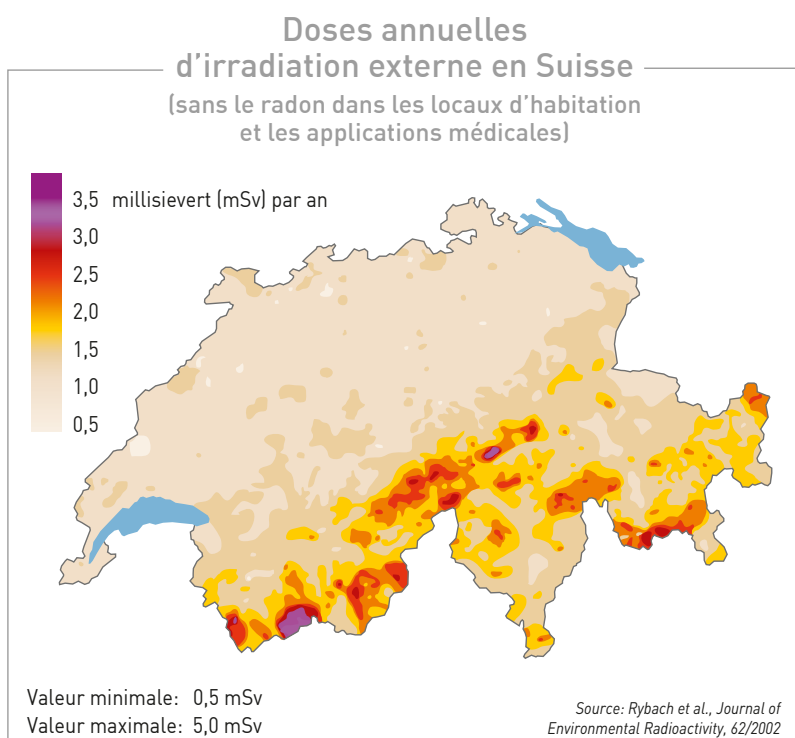 Doses annuelles
d’irradiation externe en Suisse
(sans le radon dans les locaux d’habitation
et les applications médicales)
3,5 millisievert (mSv) par an
3,0
2,5
2,0
1,5
1,0
0,5
Valeur minimale: 0,5 mSv
Valeur maximale: 5,0 mSv
Source: Rybach et al., Journal of
Environmental Radioactivity, 62/2002